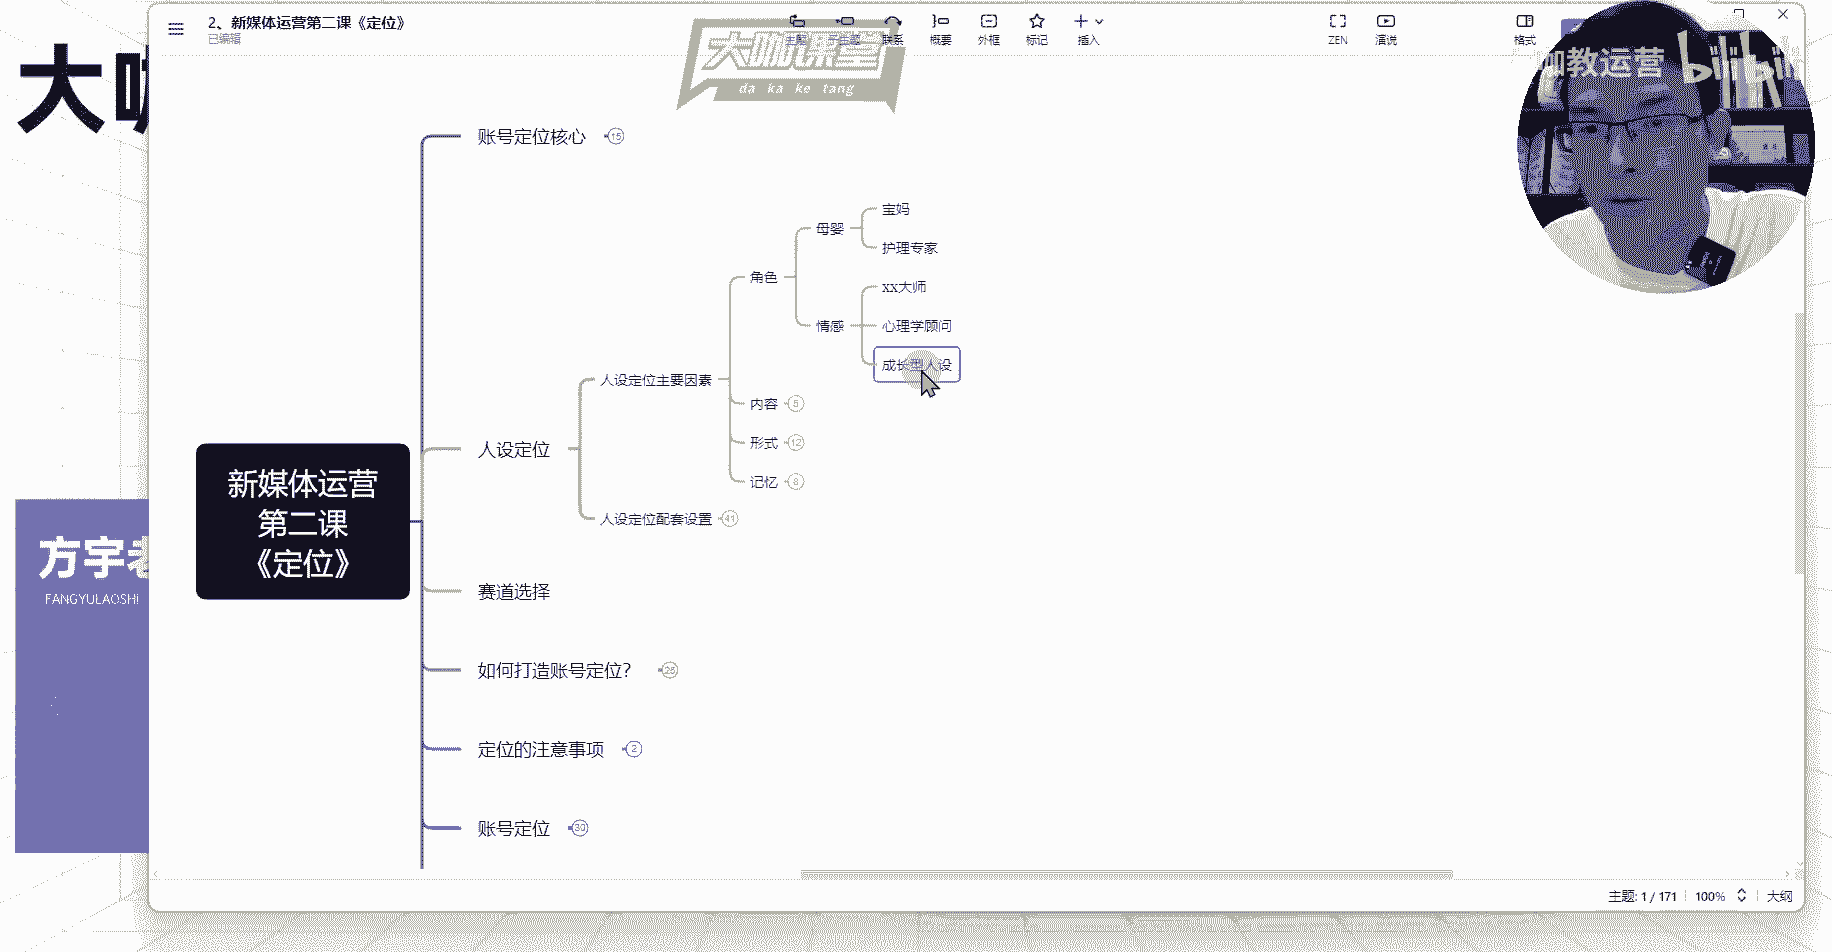 2、新媒体运营第二课《定位》
已编辑
主题
联系
概要
外框
标记
插入
ZEN
演说
格式
大咖课堂
da ka ke tang
咖教运营
bilibili
大咖
账号定位核心
15
宝妈
母婴
护理专家
角色
xx大师
情感
心理学顾问
成长型人设
人设定位主要因素
内容
5
人设定位
形式
12
记忆
8
人设定位配套设置
41
新媒体运营
第二课
《定位》
方宇老
FANGYULAOSHI
赛道选择
如何打造账号定位?
25
定位的注意事项
2
账号定位
30
主题: 1 / 171
100%
大纲